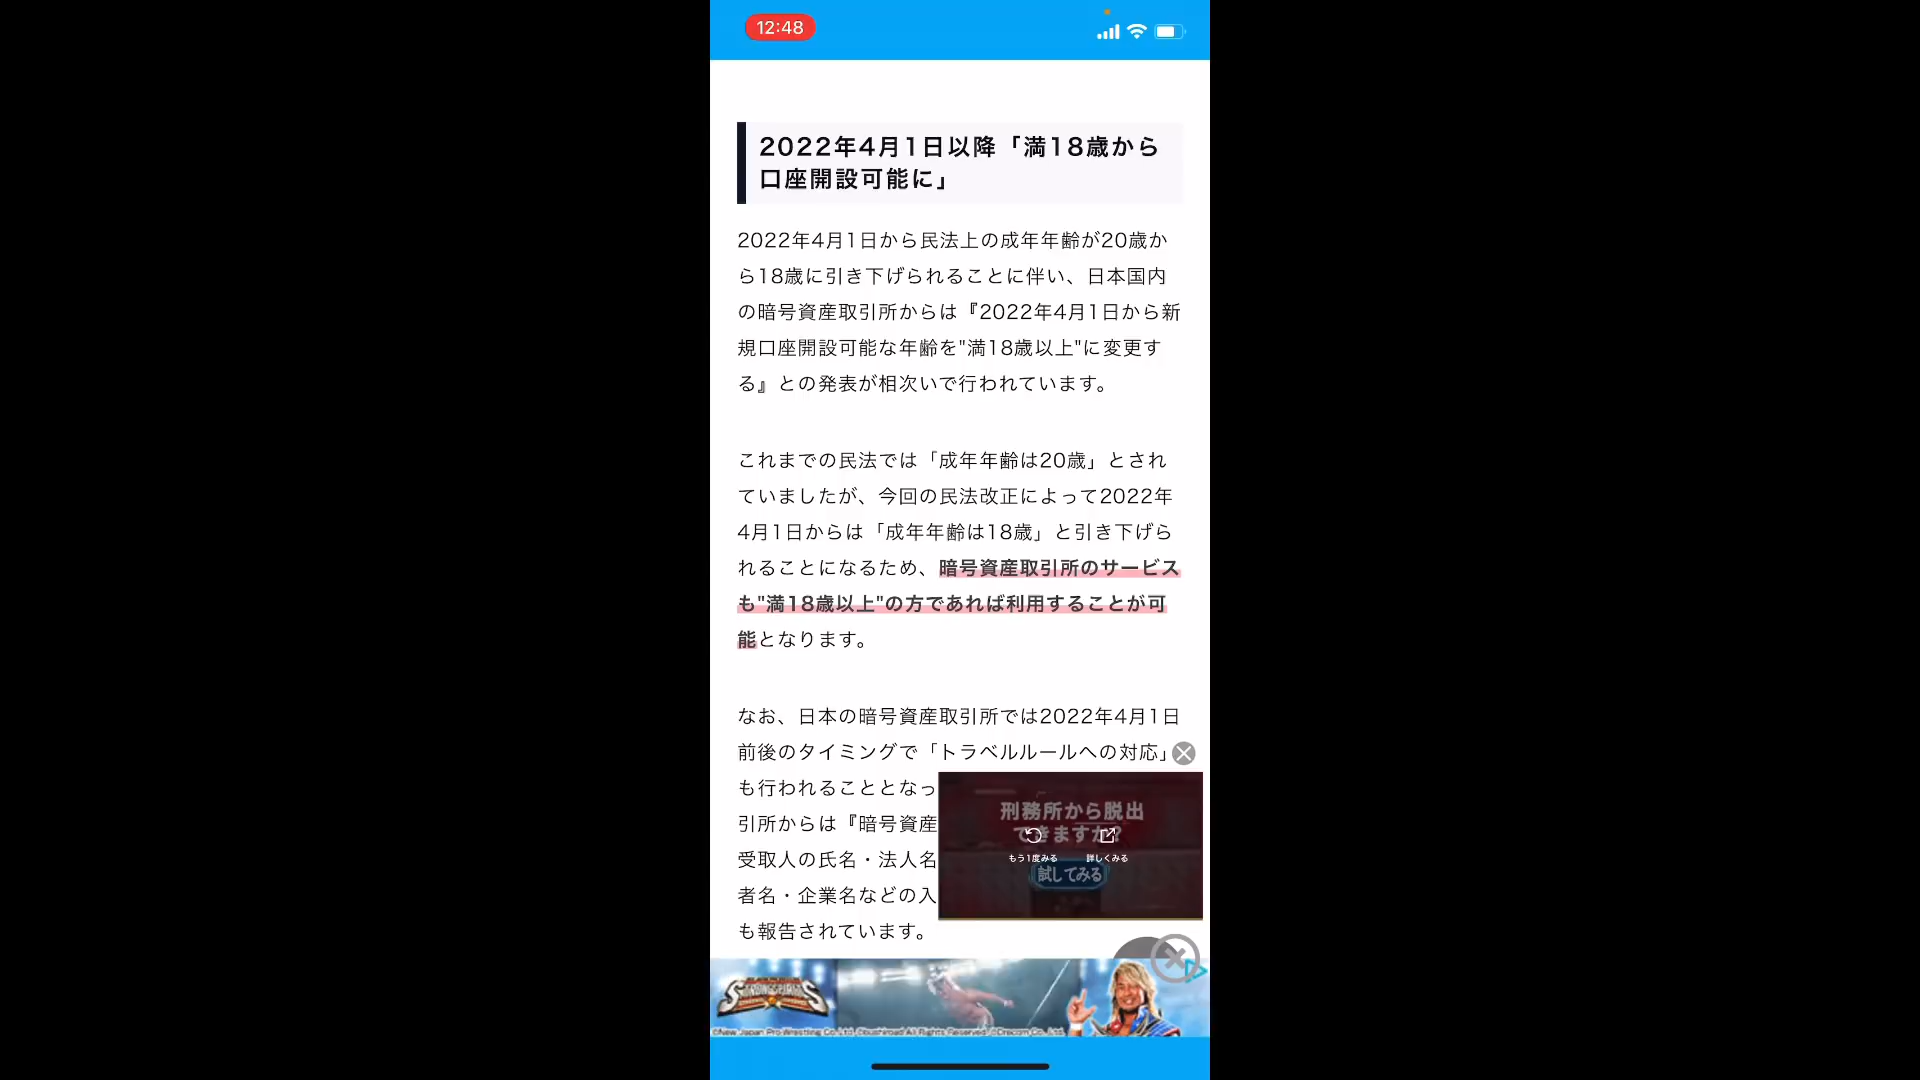 12:48
2022年4月1日以降「満18歳から
口座開設可能に」
2022年4月1日から民法上の成年年齢が20歳か
ら18歳に引き下げられることに伴い、日本国内
の暗号資産取引所からは『2022年4月1日から新
規口座開設可能な年齢を"満18歳以上"に変更す
る』との発表が相次いで行われています。
これまでの民法では「成年年齢は20歳」とされ
ていましたが、今回の民法改正によって2022年
4月1日からは「成年年齢は18歳」と引き下げら
れることになるため、暗号資産取引所のサービス
も"満18歳以上"の方であれば利用することが可
能となります。
なお、日本の暗号資産取引所では2022年4月1日
前後のタイミングで「トラベルルールへの対応」
も行われることとなっ
引所からは『暗号資産
受取人の氏名・法人名
者名・企業名などの入
も報告されています。
刑務所から脱出
できますか?
もう1度みる 詳しくみる
試してみる
©New Japan Pro-Wrestling Co.,Ltd. ©bushiroad All Rights Reserved. ©Drecom Co.,Ltd.